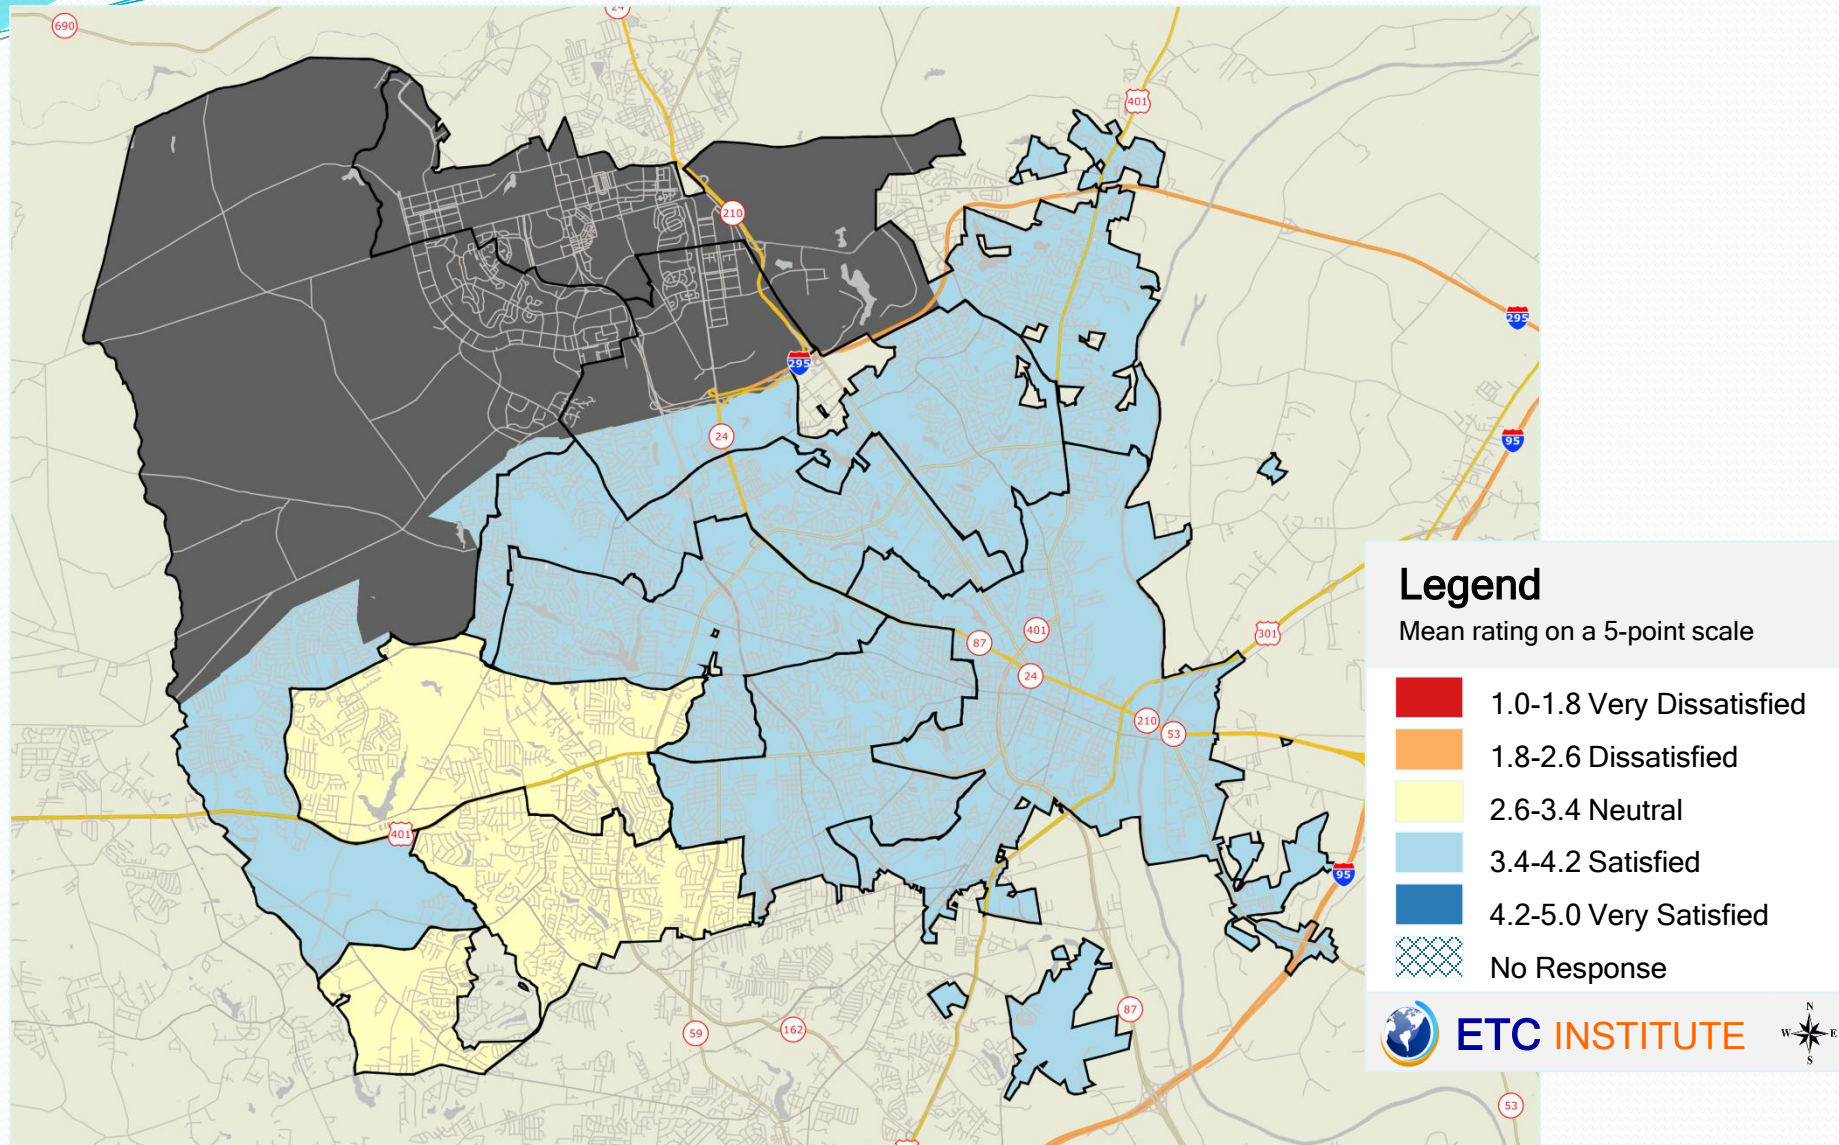 690
24
401
210
295
295
24
95
Legend
Mean rating on a 5-point scale
87
401
301
24
1.0-1.8 Very Dissatisfied
210
53
1.8-2.6 Dissatisfied
2.6-3.4 Neutral
401
3.4-4.2 Satisfied
95
4.2-5.0 Very Satisfied
No Response
87
59
162
ETC INSTITUTE
N
W E
S
53